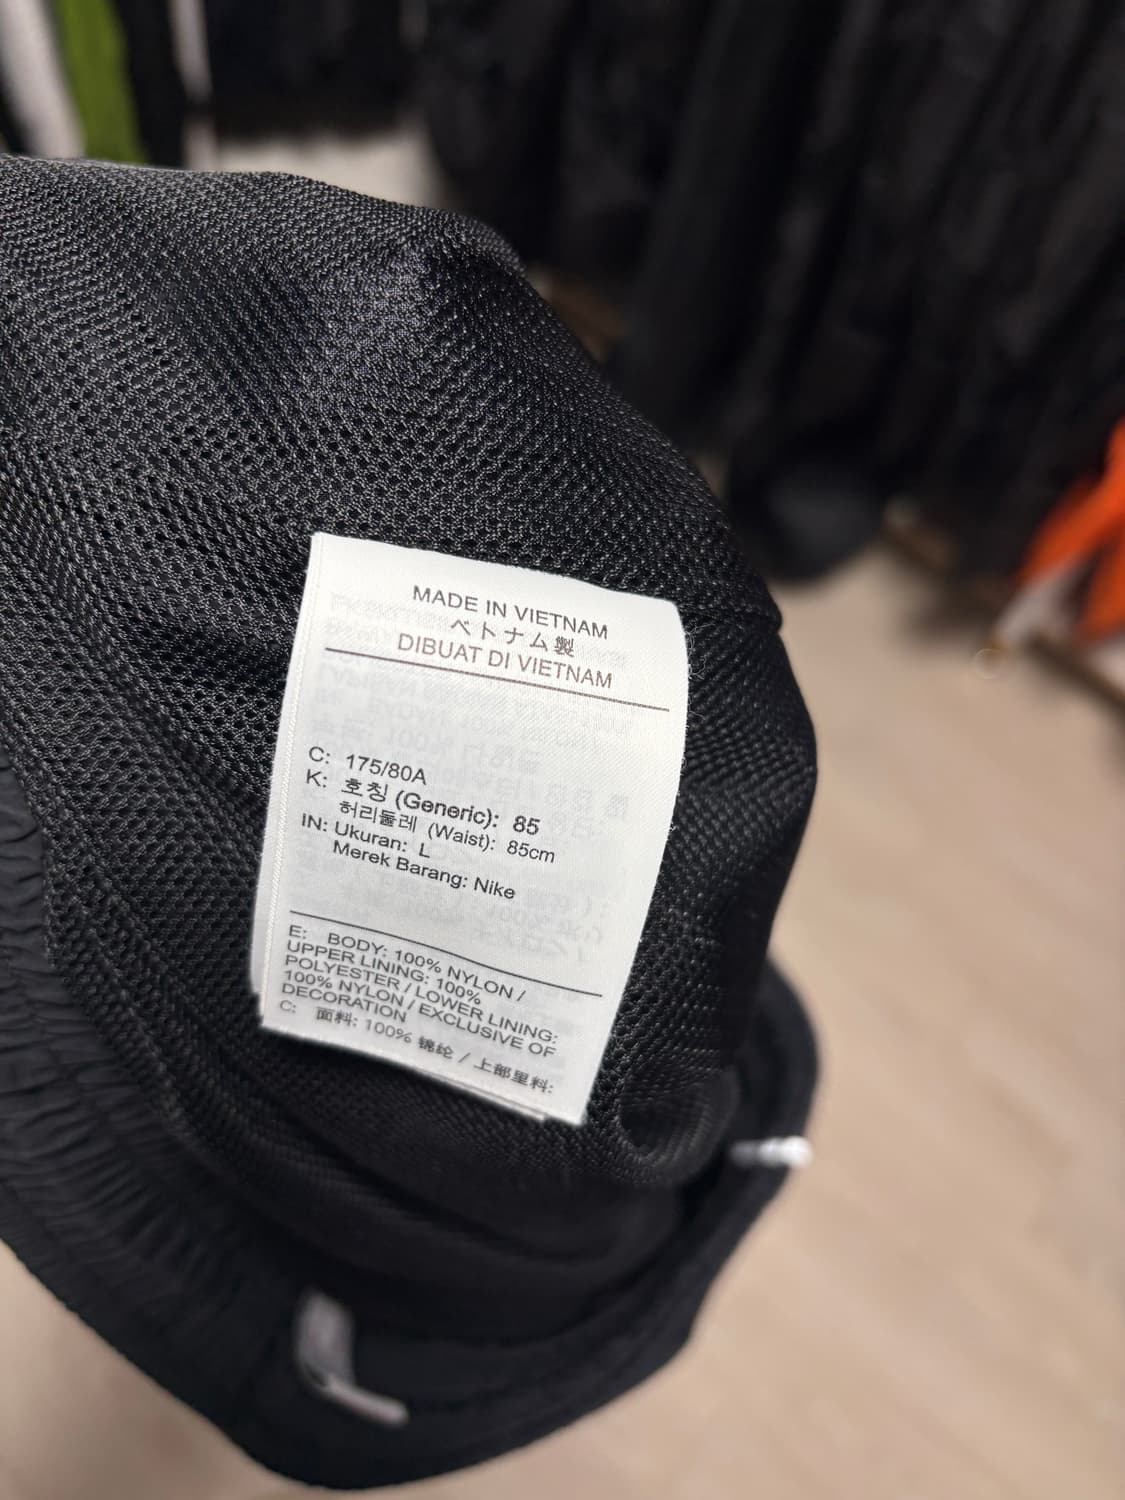 MADE IN VIETNAM
ベトナム製
DIBUAT DI VIETNAM
C: 175/80A
K: 호칭 (Generic): 85
허리둘레 (Waist): 85cm
IN: Ukuran: L
Merek Barang: Nike
E: BODY: 100% NYLON /
UPPER LINING: 100%
POLYESTER / LOWER LINING:
100% NYLON / EXCLUSIVE OF
DECORATION
C: 面料: 100% 锦纶 / 上部里料: